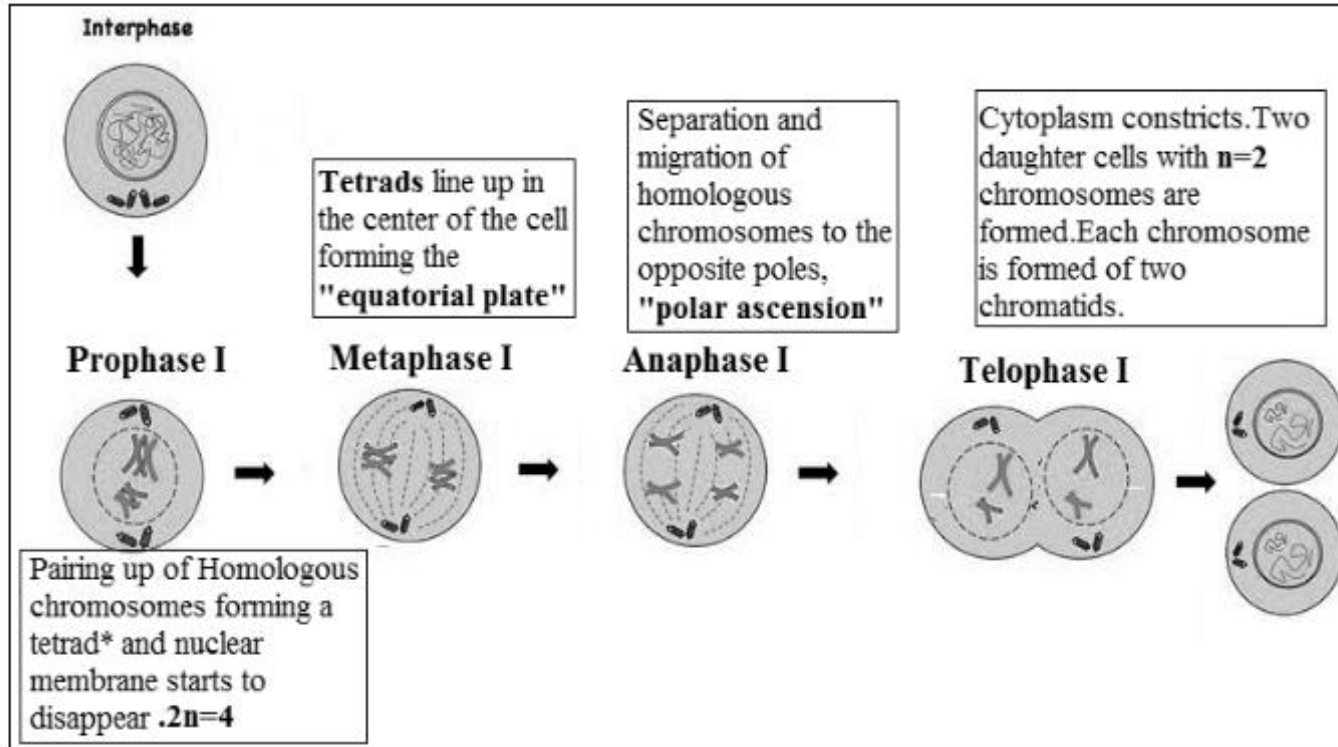 Interphase
Tetrads line up in
the center of the cell
forming the
"equatorial plate"
Separation and
migration of
homologous
chromosomes to the
opposite poles,
"polar ascension"
Cytoplasm constricts.Two
daughter cells with n=2
chromosomes are
formed.Each chromosome
is formed of two
chromatids.
Prophase I
Metaphase I
Anaphase I
Telophase I
Pairing up of Homologous
chromosomes forming a
tetrad* and nuclear
membrane starts to
disappear .2n=4